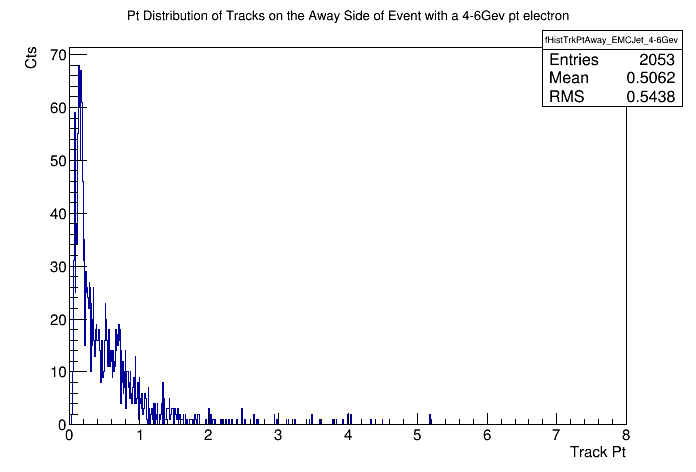 Pt Distribution of Tracks on the Away Side of Event with a 4-6Gev pt electron
fHistTrkPtAway_EMCJet_4-6Gev
Entries 2053
Mean 0.5062
RMS 0.5438
Cts
70
60
50
40
30
20
10
0
0 1 2 3 4 5 6 7 8
Track Pt